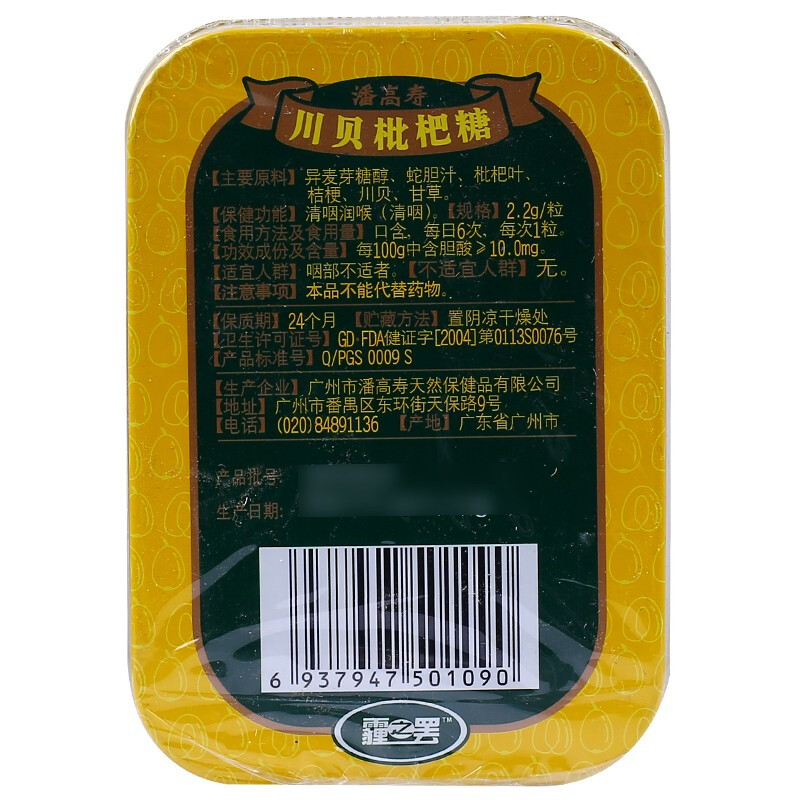 潘高寿
川贝枇杷糖
【主要原料】异麦芽糖醇、蛇胆汁、枇杷叶、
桔梗、川贝、甘草。
【保健功能】清咽润喉（清咽）。【规格】2.2g/粒
【食用方法及食用量】口含，每日6次，每次1粒。
【功效成份及含量】每100g中含胆酸≥10.0mg。
【适宜人群】咽部不适者。【不适宜人群】无。
【注意事项】本品不能代替药物。
【保质期】24个月 【贮藏方法】置阴凉干燥处
【卫生许可证号】GD·FDA健证字[2004]第0113S0076号
【产品标准号】Q/PGS 0009 S
【生产企业】广州市潘高寿天然保健品有限公司
【地址】广州市番禺区东环街天保路9号
【电话】(020)84891136 【产地】广东省广州市
产品批号:
生产日期:
6 937947 501090
霾之罢™